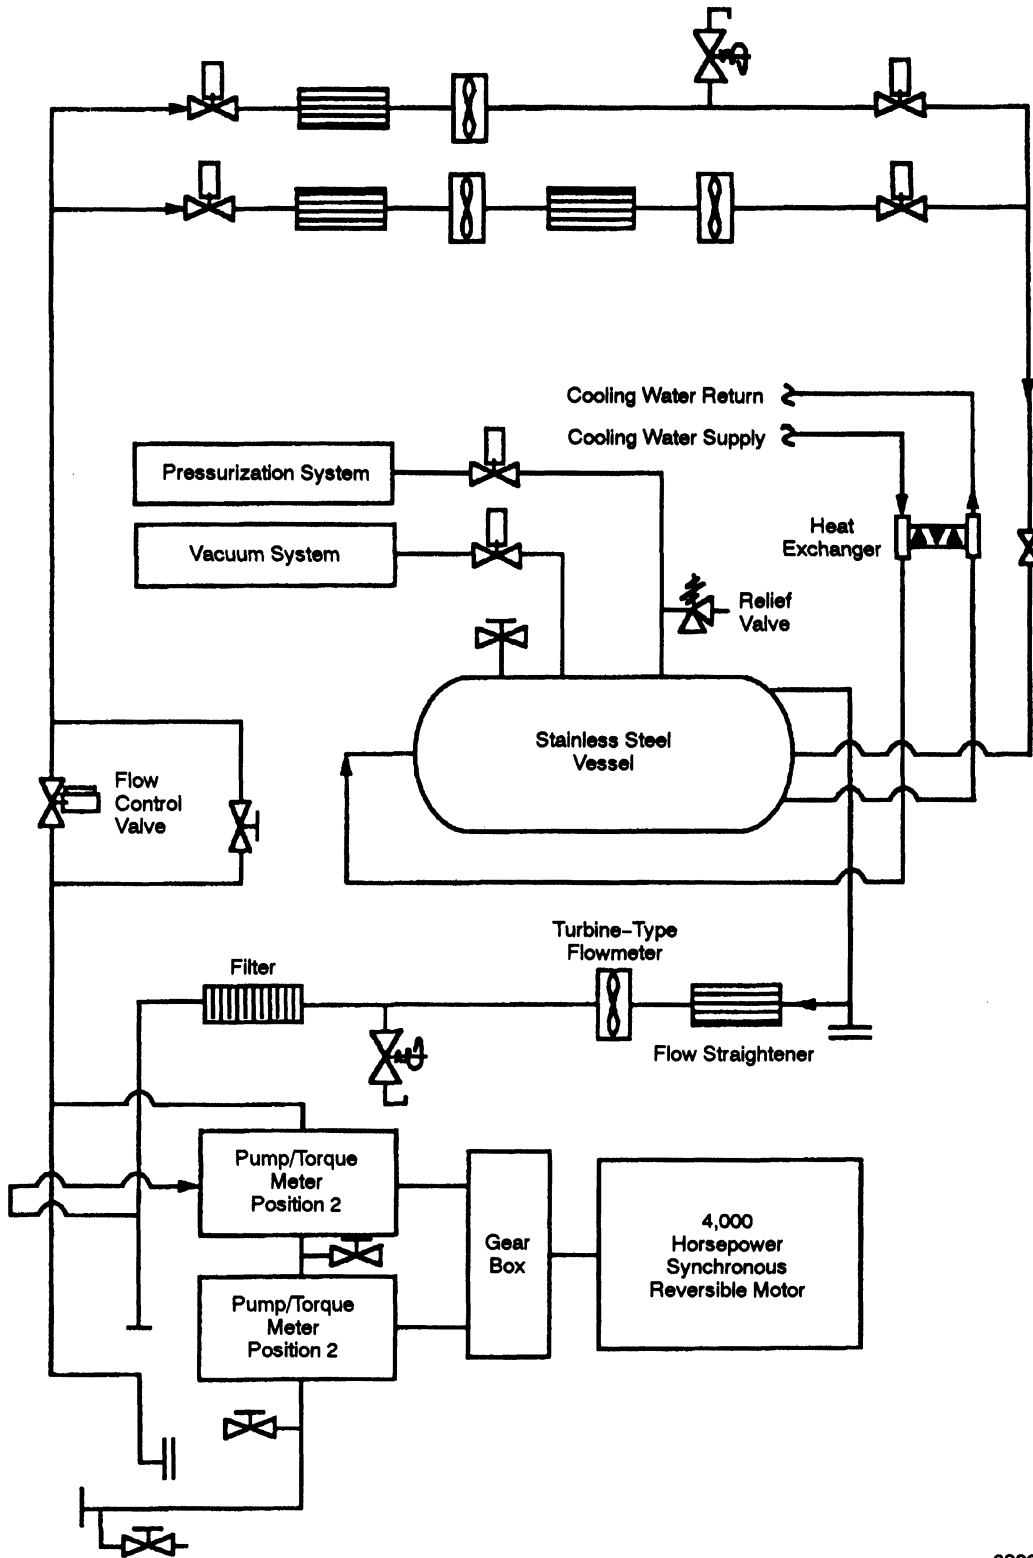 Cooling Water Return
Cooling Water Supply
Pressurization System
Heat
Exchanger
Vacuum System
Relief
Valve
Stainless Steel
Vessel
Flow
Control
Valve
Turbine-Type
Flowmeter
Filter
Flow Straightener
Pump/Torque
Meter
Position 2
Gear
Box
4,000
Horsepower
Synchronous
Reversible Motor
Pump/Torque
Meter
Position 2